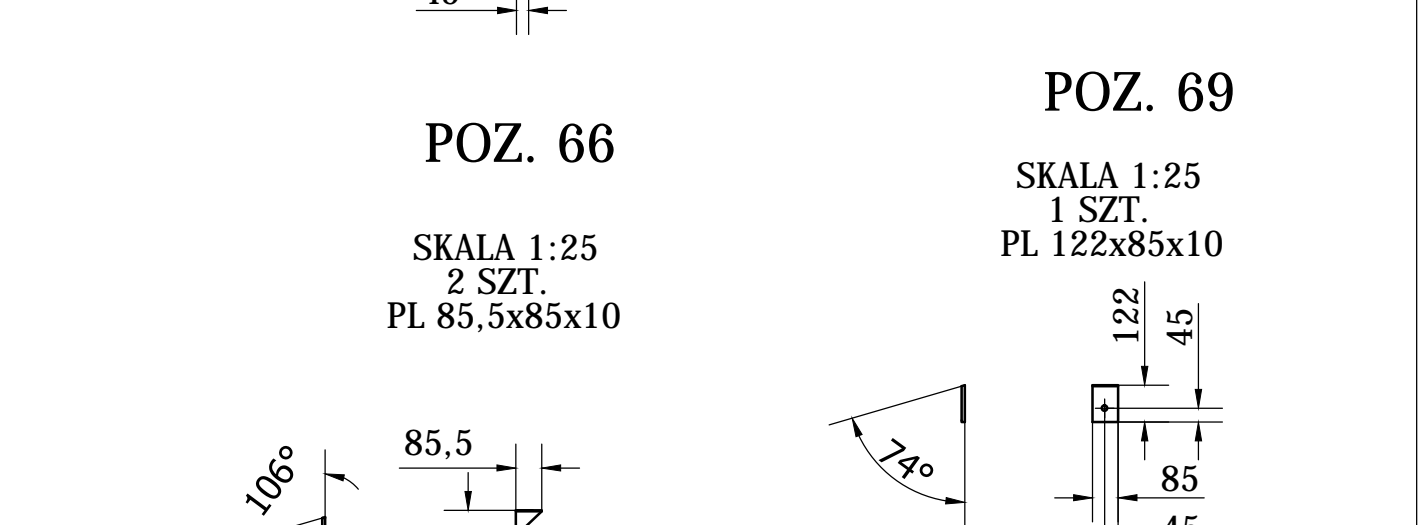 POZ. 69
POZ. 66
SKALA 1:25
1 SZT.
PL 122x85x10
SKALA 1:25
2 SZT.
PL 85,5x85x10
122
45
85,5
106°
74°
85
45